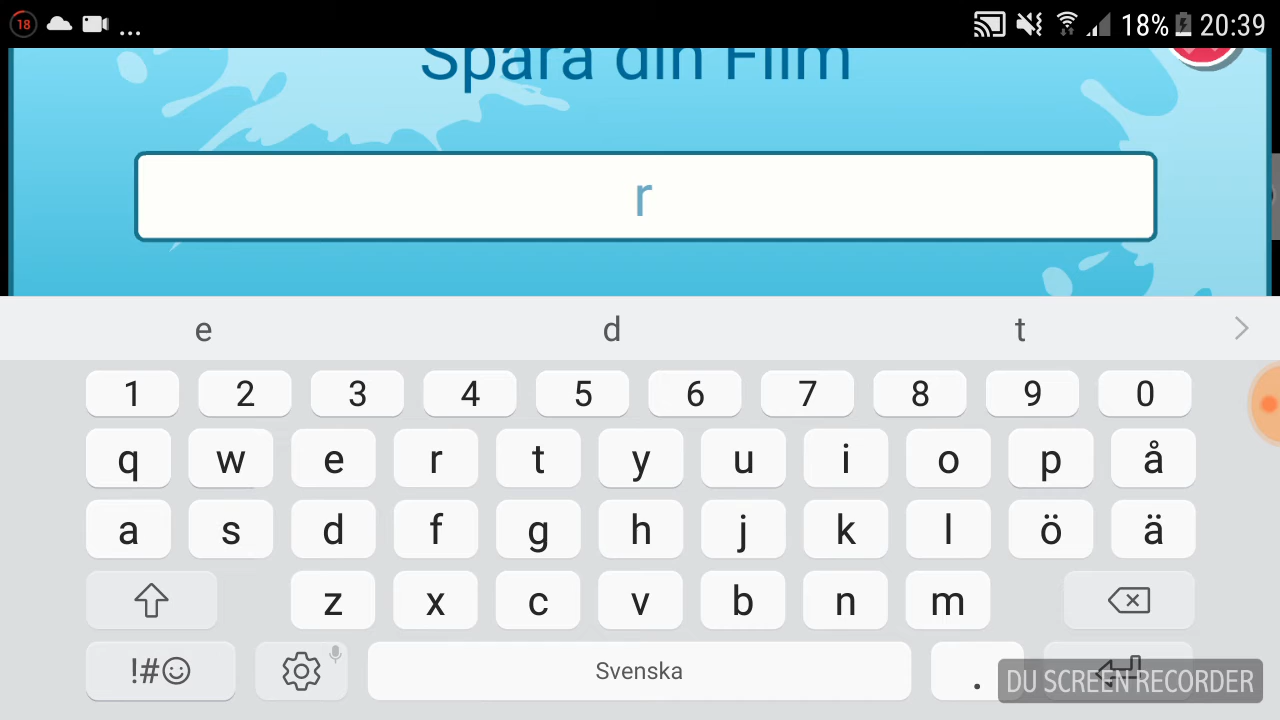 18 ... 18% 20:39
Spara din Film
r
e d t
1 2 3 4 5 6 7 8 9 0
q w e r t y u i o p å
a s d f g h j k l ö ä
z x c v b n m
!#☺ Svenska .
DU SCREEN RECORDER